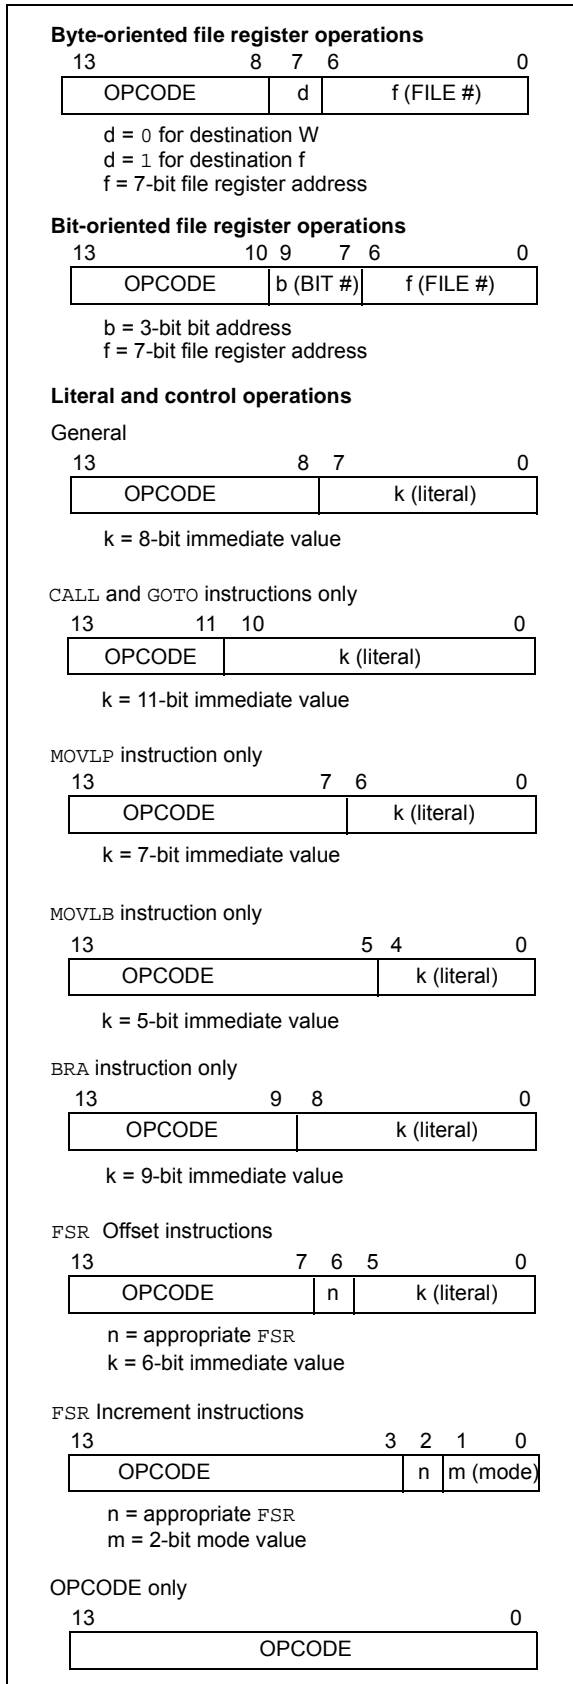 Byte-oriented file register operations
13 8 7 6 0
OPCODE d f (FILE #)
d = 0 for destination W
d = 1 for destination f
f = 7-bit file register address
Bit-oriented file register operations
13 10 9 7 6 0
OPCODE b (BIT #) f (FILE #)
b = 3-bit bit address
f = 7-bit file register address
Literal and control operations
General
13 8 7 0
OPCODE k (literal)
k = 8-bit immediate value
CALL and GOTO instructions only
13 11 10 0
OPCODE k (literal)
k = 11-bit immediate value
MOVLP instruction only
13 7 6 0
OPCODE k (literal)
k = 7-bit immediate value
MOVLB instruction only
13 5 4 0
OPCODE k (literal)
k = 5-bit immediate value
BRA instruction only
13 9 8 0
OPCODE k (literal)
k = 9-bit immediate value
FSR Offset instructions
13 7 6 5 0
OPCODE n k (literal)
n = appropriate FSR
k = 6-bit immediate value
FSR Increment instructions
13 3 2 1 0
OPCODE n m (mode)
n = appropriate FSR
m = 2-bit mode value
OPCODE only
13 0
OPCODE